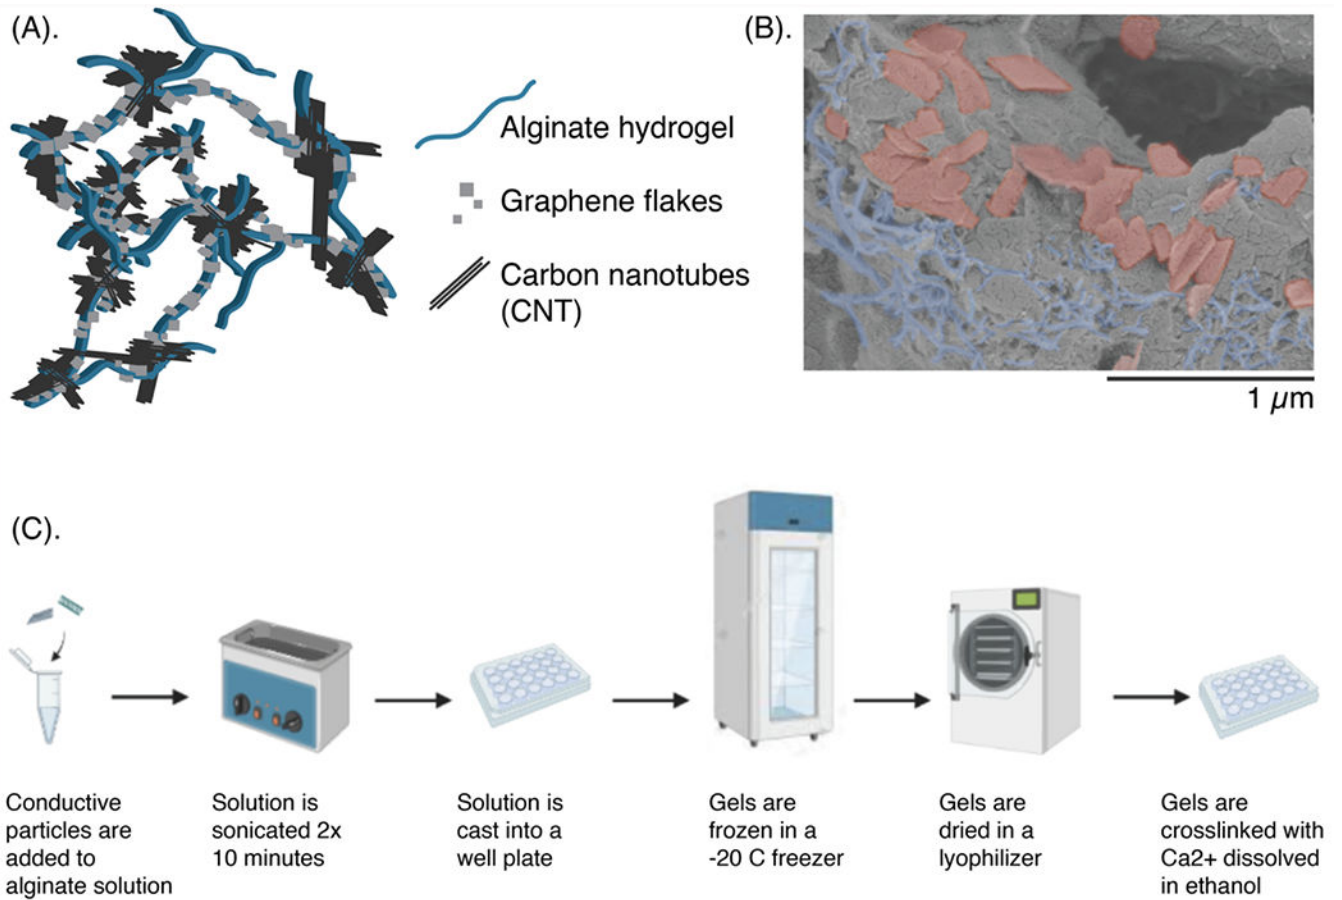 (A).
Alginate hydrogel
Graphene flakes
Carbon nanotubes
(CNT)
(B).
1 µm
(C).
Conductive
particles are
added to
alginate solution
Solution is
sonicated 2x
10 minutes
Solution is
cast into a
well plate
Gels are
frozen in a
-20 C freezer
Gels are
dried in a
lyophilizer
Gels are
crosslinked with
Ca2+ dissolved
in ethanol